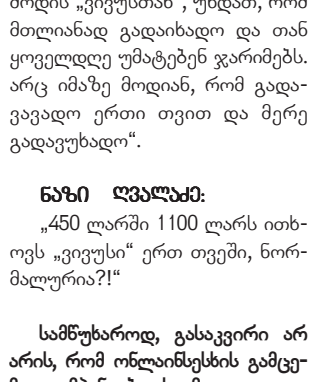 მოდის „ვივუსთან“, უნდათ, რომ
მთლიანად გადაიხადო და თან
ყოველდღე უმატებენ ჯარიმებს.
არც იმაზე მოდიან, რომ გადა-
ვავადო ერთი თვით და მერე
გადავუხადო“.
ნაზი ღვალაძე:
„450 ლარში 1100 ლარს ითხ-
ოვს „ვივუსი“ ერთ თვეში, ნორ-
მალურია?!“
სამწუხაროდ, გასაკვირი არ
არის, რომ ონლაინსესხის გამცე-